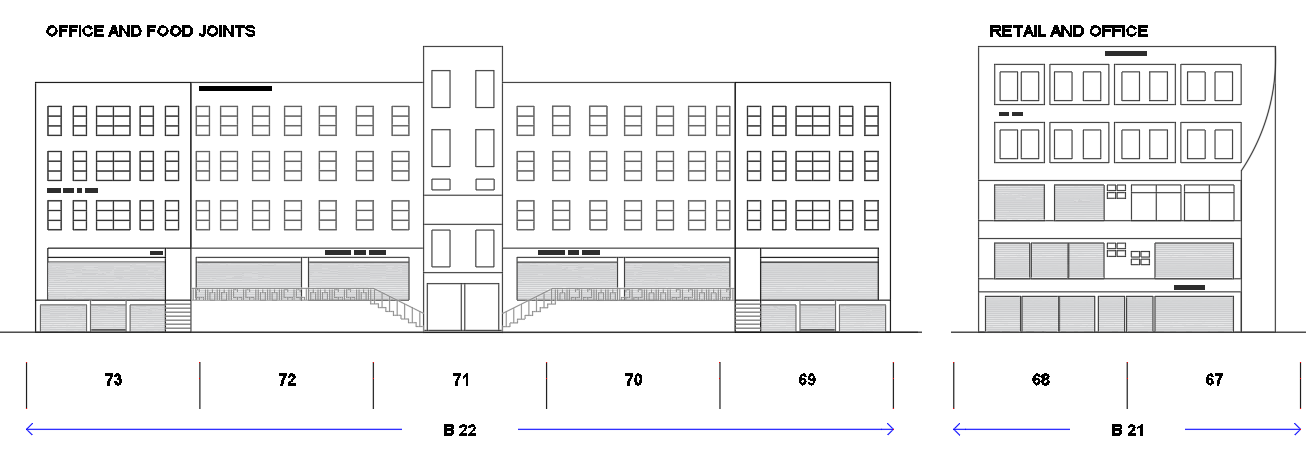 OFFICE AND FOOD JOINTS
RETAIL AND OFFICE
73 72 71 70 69 68 67
B 22 B 21